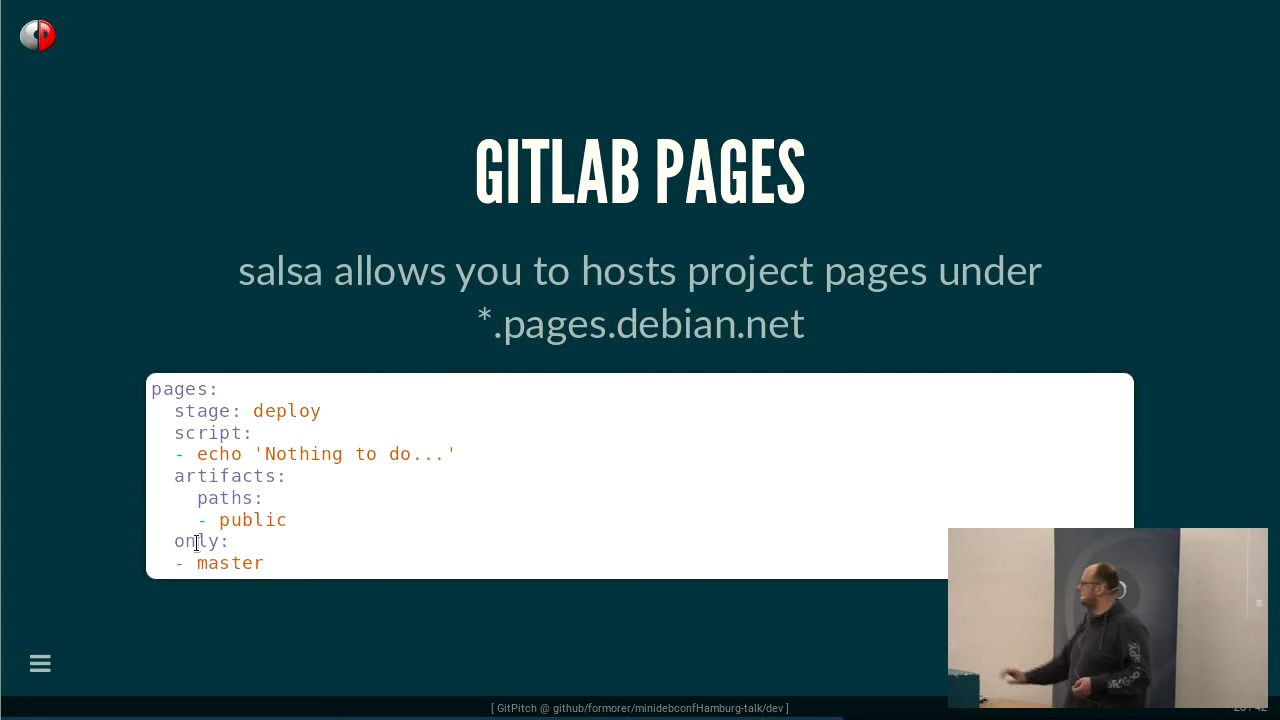 GITLAB PAGES
salsa allows you to hosts project pages under
*.pages.debian.net
pages:
  stage: deploy
  script:
  - echo 'Nothing to do...'
  artifacts:
    paths:
    - public
  only:
  - master
[ GitPitch @ github/formorer/minidebconfHamburg-talk/dev ]